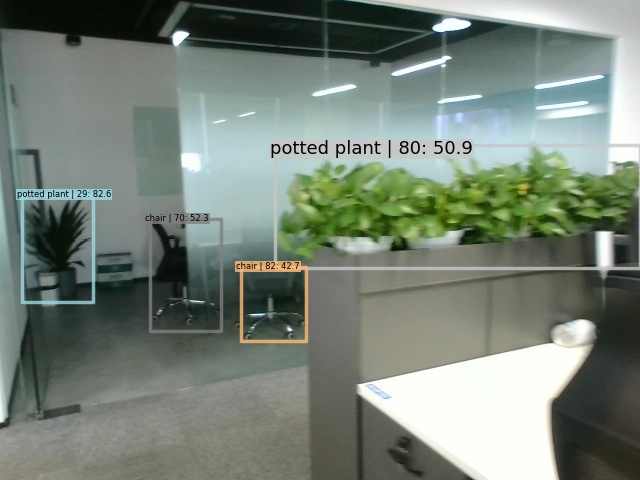 potted plant | 80: 50.9
potted plant | 29: 82.6
chair | 70: 52.3
chair | 82: 42.7